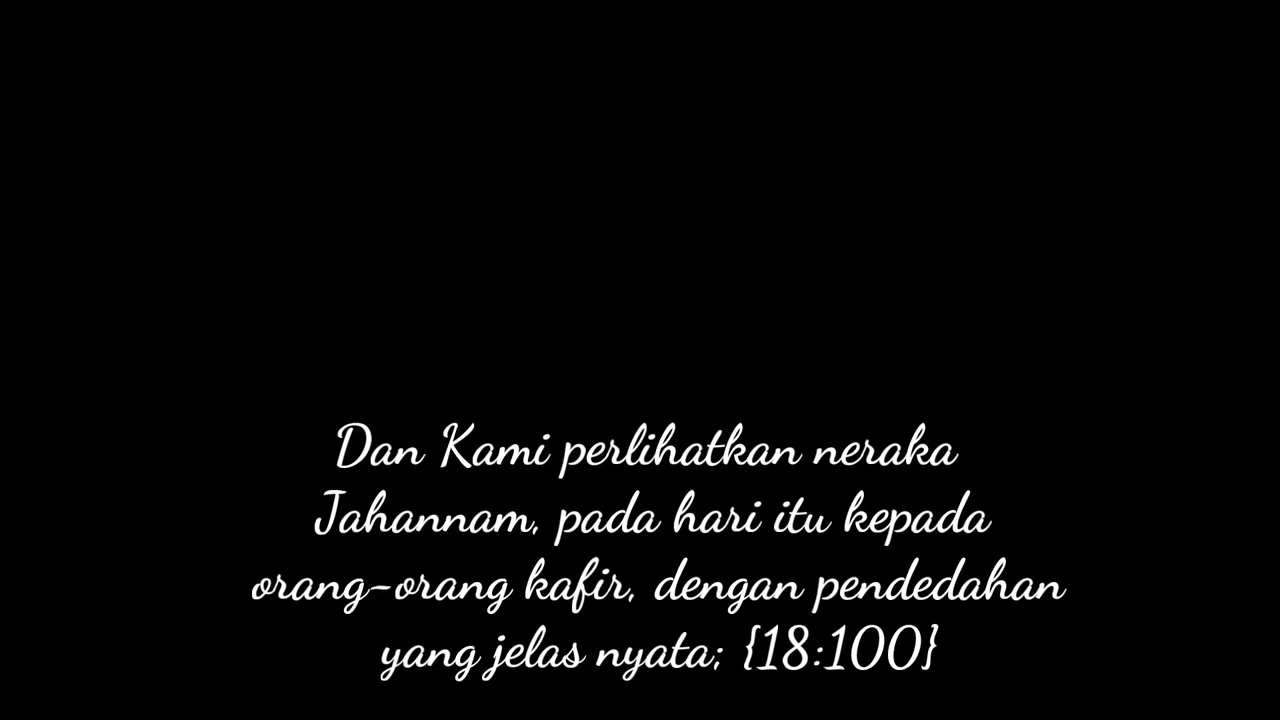 Dan Kami perlihatkan neraka
Jahannam, pada hari itu kepada
orang-orang kafir, dengan pendedahan
yang jelas nyata; {18:100}